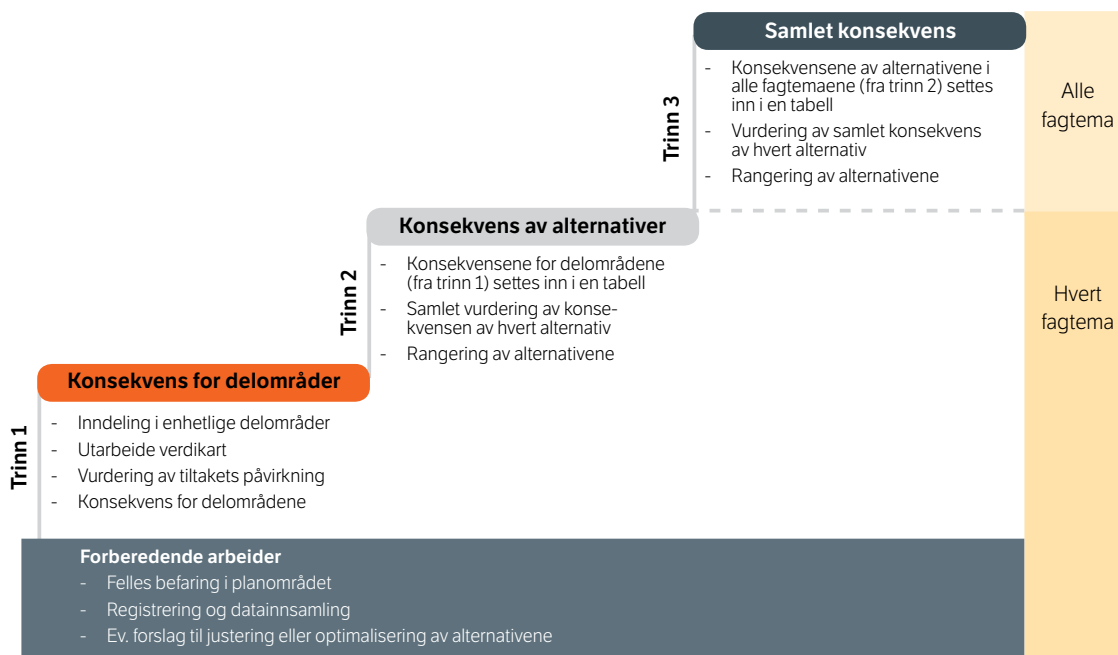 Samlet konsekvens
- Konsekvensene av alternativene i
alle fagtemaene (fra trinn 2) settes
inn i en tabell
- Vurdering av samlet konsekvens
av hvert alternativ
- Rangering av alternativene
Trinn 3
Alle
fagtema
Konsekvens av alternativer
- Konsekvensene for delområdene
(fra trinn 1) settes inn i en tabell
- Samlet vurdering av konse-
kvensen av hvert alternativ
- Rangering av alternativene
Trinn 2
Hvert
fagtema
Konsekvens for delområder
- Inndeling i enhetlige delområder
- Utarbeide verdikart
- Vurdering av tiltakets påvirkning
- Konsekvens for delområdene
Trinn 1
Forberedende arbeider
- Felles befaring i planområdet
- Registrering og datainnsamling
- Ev. forslag til justering eller optimalisering av alternativene